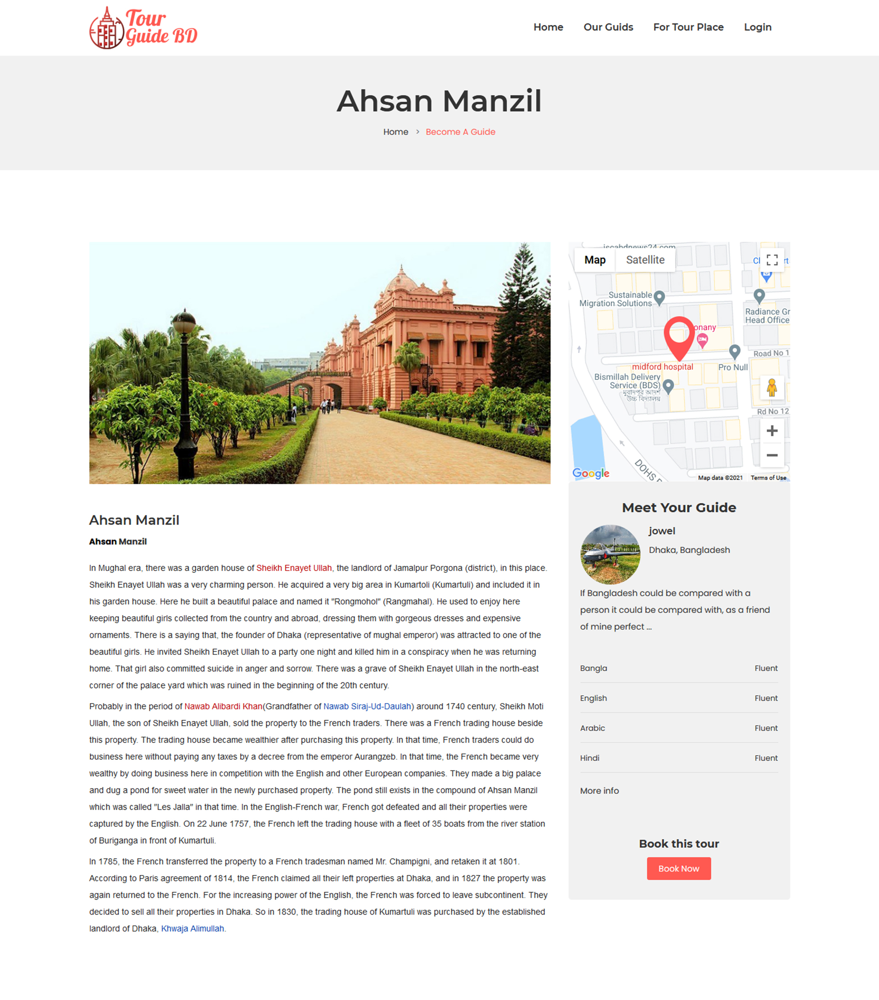 Tour
Guide BD
Home
Our Guids
For Tour Place
Login
Ahsan Manzil
Home > Become A Guide
Map
Satellite
Sustainable
Migration Solutions
Radiance Gr
Head Office
onany
Road No 1
midford hospital
Pro Null
Bismillah Delivery
Service (BDS)
মুরাদপুর আদর্শ
উচ্চ বিদ্যালয়
Rd No 12
Google
Map data ©2021
Terms of Use
Ahsan Manzil
Ahsan Manzil
In Mughal era, there was a garden house of Sheikh Enayet Ullah, the landlord of Jamalpur Porgona (district), in this place.
Sheikh Enayet Ullah was a very charming person. He acquired a very big area in Kumartoli (Kumartuli) and included it in
his garden house. Here he built a beautiful palace and named it "Rongmohol" (Rangmahal). He used to enjoy here
keeping beautiful girls collected from the country and abroad, dressing them with gorgeous dresses and expensive
ornaments. There is a saying that, the founder of Dhaka (representative of mughal emperor) was attracted to one of the
beautiful girls. He invited Sheikh Enayet Ullah to a party one night and killed him in a conspiracy when he was returning
home. That girl also committed suicide in anger and sorrow. There was a grave of Sheikh Enayet Ullah in the north-east
corner of the palace yard which was ruined in the beginning of the 20th century.
Probably in the period of Nawab Alibardi Khan(Grandfather of Nawab Siraj-Ud-Daulah) around 1740 century, Sheikh Moti
Ullah, the son of Sheikh Enayet Ullah, sold the property to the French traders. There was a French trading house beside
this property. The trading house became wealthier after purchasing this property. In that time, French traders could do
business here without paying any taxes by a decree from the emperor Aurangzeb. In that time, the French became very
wealthy by doing business here in competition with the English and other European companies. They made a big palace
and dug a pond for sweet water in the newly purchased property. The pond still exists in the compound of Ahsan Manzil
which was called "Les Jalla" in that time. In the English-French war, French got defeated and all their properties were
captured by the English. On 22 June 1757, the French left the trading house with a fleet of 35 boats from the river station
of Buriganga in front of Kumartuli.
In 1785, the French transferred the property to a French tradesman named Mr. Champigni, and retaken it at 1801.
According to Paris agreement of 1814, the French claimed all their left properties at Dhaka, and in 1827 the property was
again returned to the French. For the increasing power of the English, the French was forced to leave subcontinent. They
decided to sell all their properties in Dhaka. So in 1830, the trading house of Kumartuli was purchased by the established
landlord of Dhaka, Khwaja Alimullah.
Meet Your Guide
jowel
Dhaka, Bangladesh
If Bangladesh could be compared with a
person it could be compared with, as a friend
of mine perfect ...
Bangla Fluent
English Fluent
Arabic Fluent
Hindi Fluent
More info
Book this tour
Book Now